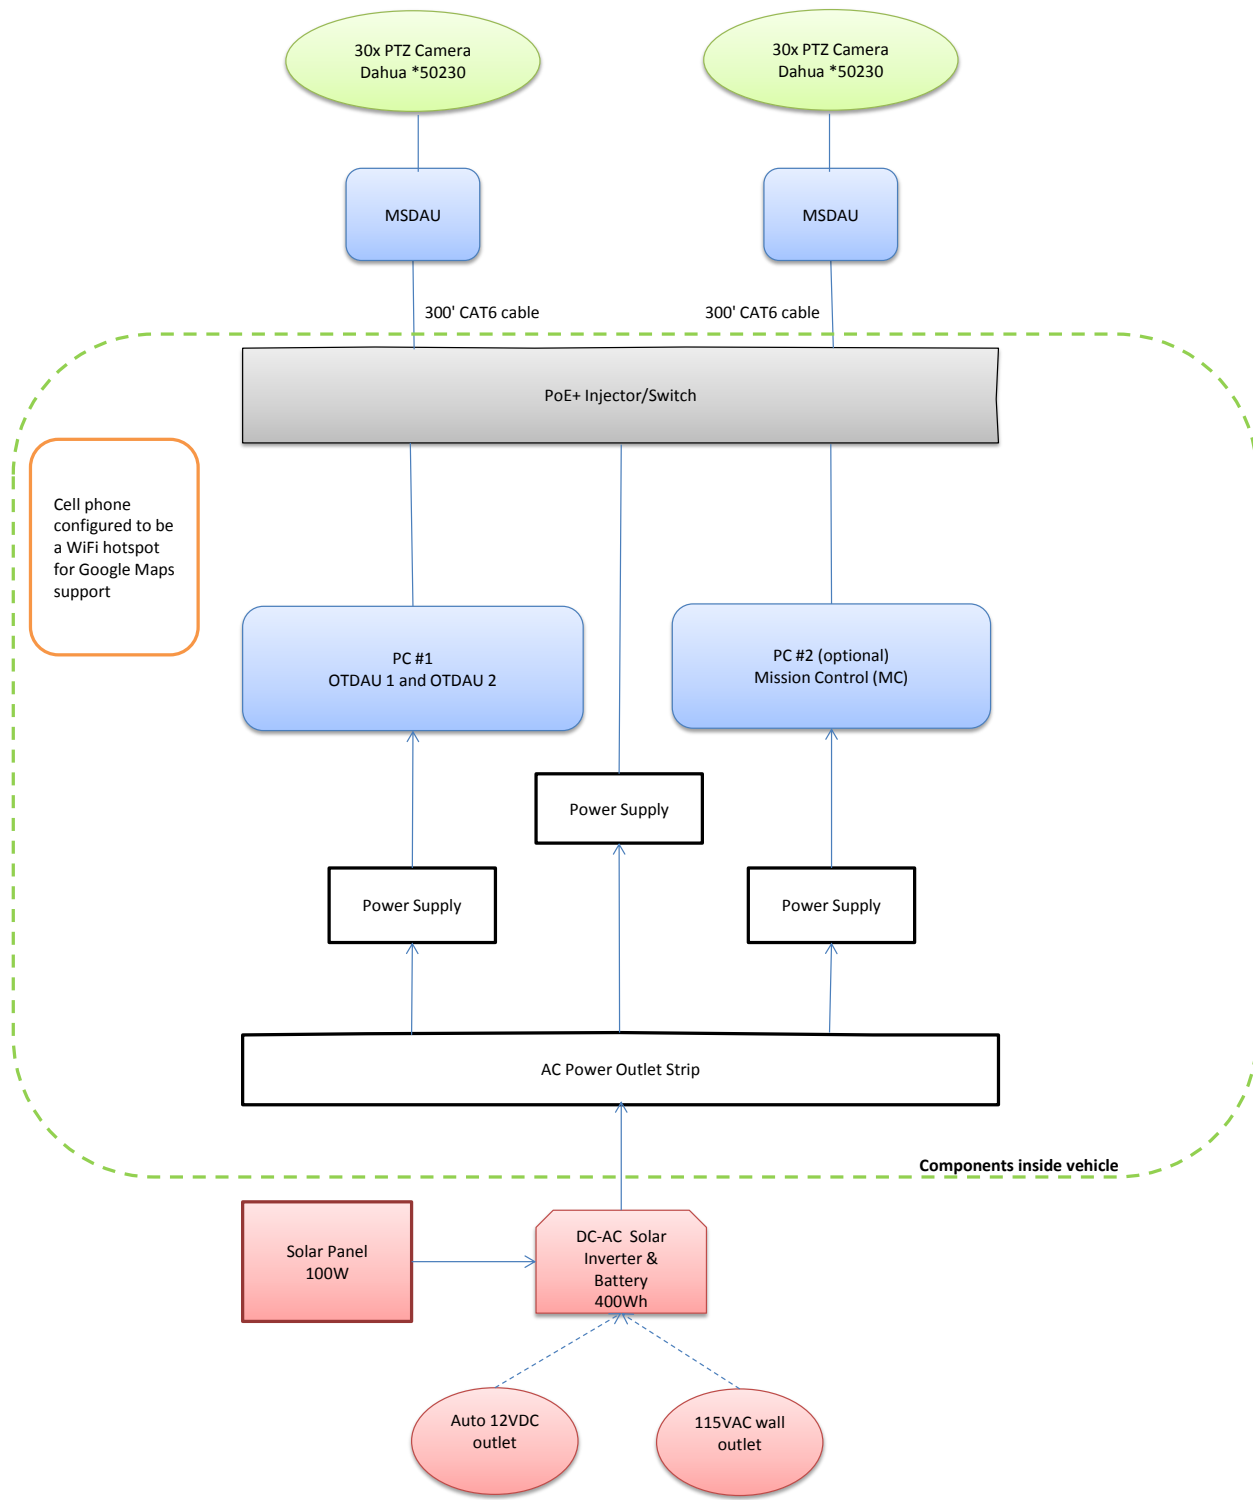 30x PTZ Camera
Dahua *50230
30x PTZ Camera
Dahua *50230
MSDAU
MSDAU
300' CAT6 cable
300' CAT6 cable
PoE+ Injector/Switch
Cell phone
configured to be
a WiFi hotspot
for Google Maps
support
PC #1
OTDAU 1 and OTDAU 2
PC #2 (optional)
Mission Control (MC)
Power Supply
Power Supply
Power Supply
AC Power Outlet Strip
Components inside vehicle
Solar Panel
100W
DC-AC Solar
Inverter &
Battery
400Wh
Auto 12VDC
outlet
115VAC wall
outlet